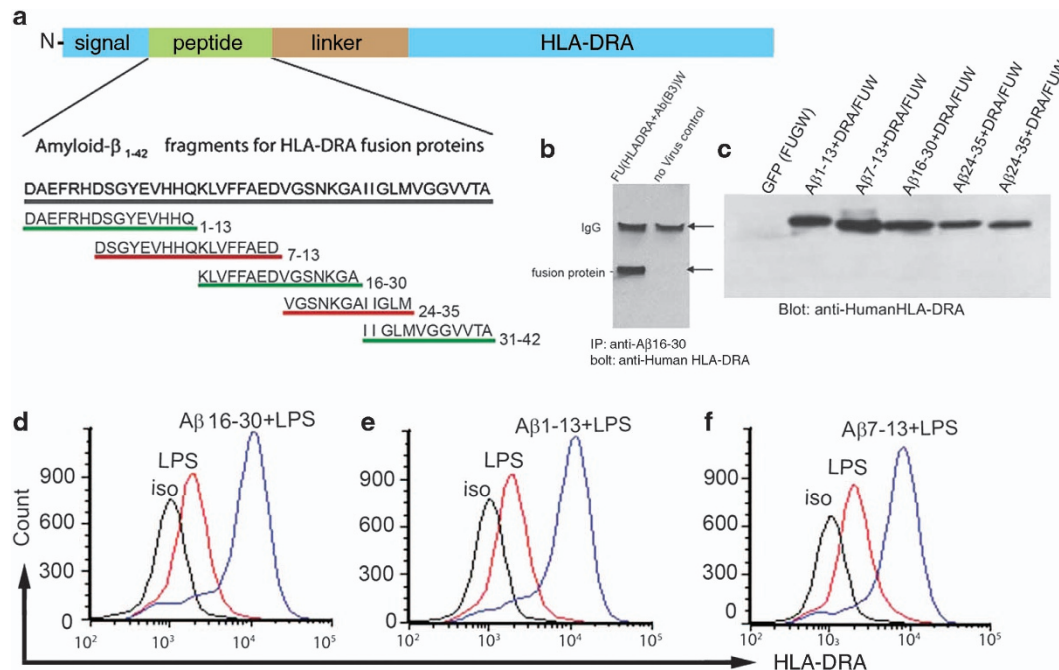 a
N- signal peptide linker HLA-DRA
Amyloid-β 1-42 fragments for HLA-DRA fusion proteins
DAEFRHDSGYEVHHQKLVFFAEDVGSNKGAIIGLMVGGVVTA
DAEFRHDSGYEVHHQ 1-13
DSGYEVHHQKLVFFAED 7-13
KLVFFAEDVGSNKGA 16-30
VGSNKGAIIGLM 24-35
IIGLMVGGVVTA 31-42
b
FU(HLADRA+Ab(B3)W
no Virus control
IgG
fusion protein
IP: anti-Aβ16-30
bolt: anti-Human HLA-DRA
c
GFP (FUGW)
Aβ1-13+DRA/FUW
Aβ7-13+DRA/FUW
Aβ16-30+DRA/FUW
Aβ24-35+DRA/FUW
Aβ24-35+DRA/FUW
Blot: anti-HumanHLA-DRA
d
Aβ 16-30+LPS
LPS
iso
Count
900
600
300
0
10² 10³ 10⁴ 10⁵
e
Aβ1-13+LPS
LPS
iso
900
600
300
0
10² 10³ 10⁴ 10⁵
f
Aβ7-13+LPS
LPS
iso
900
600
300
0
10² 10³ 10⁴ 10⁵
HLA-DRA